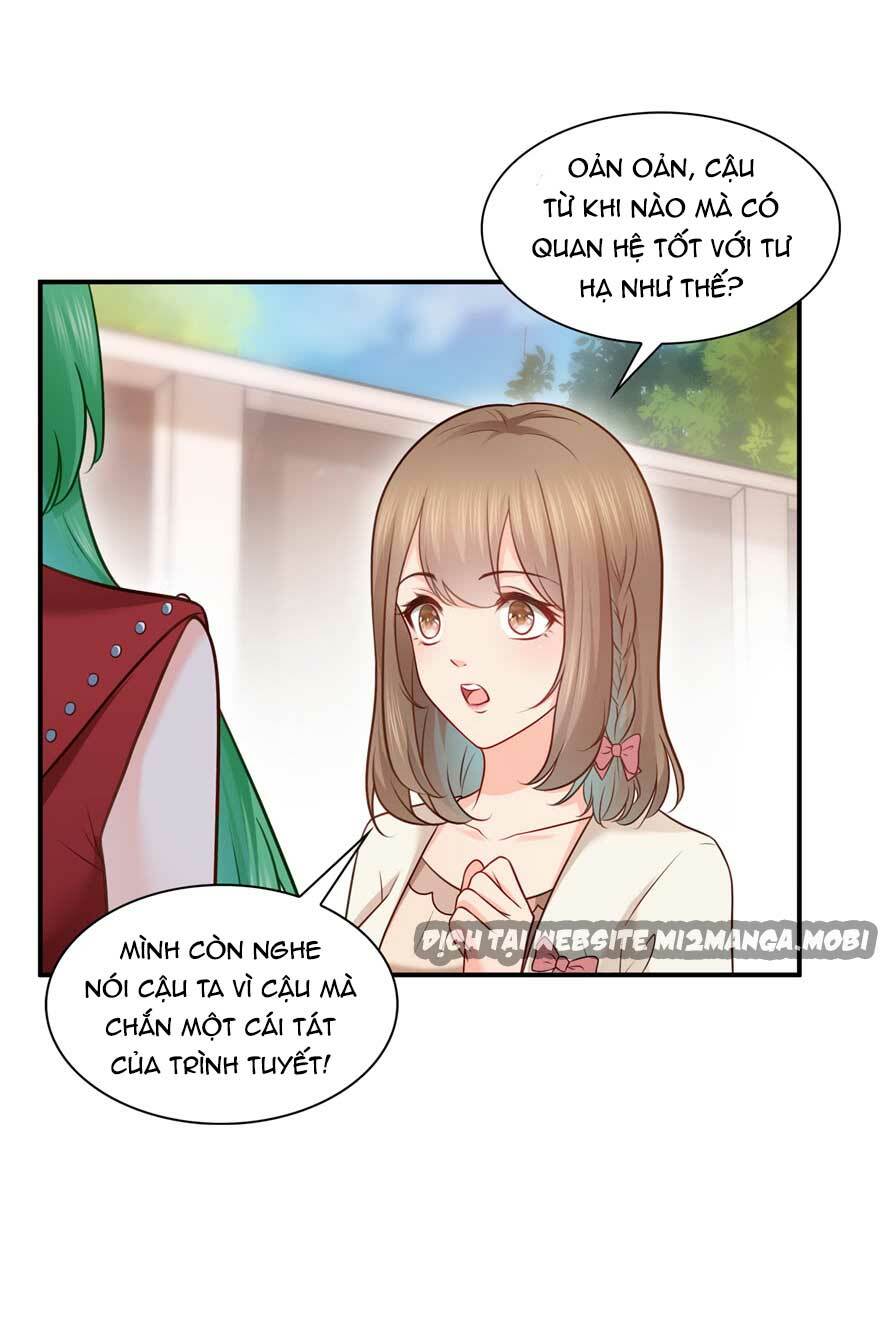 OẢN OẢN, CẬU
TỪ KHI NÀO MÀ CÓ
QUAN HỆ TỐT VỚI TƯ
HẠ NHƯ THẾ?
DỊCH TẠI WEBSITE MI2MANGA.MOBI
MÌNH CÒN NGHE
NÓI CẬU TA VÌ CẬU MÀ
CHẮN MỘT CÁI TÁT
CỦA TRÌNH TUYẾT!